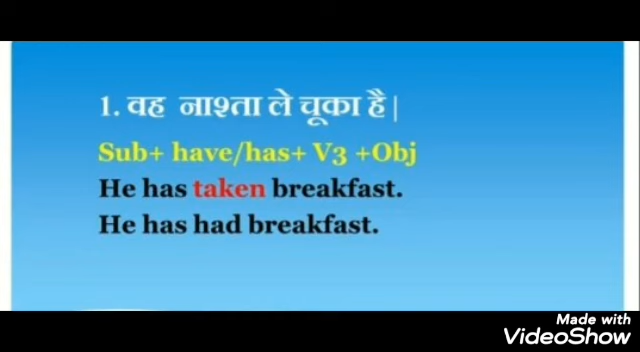 1. वह नाश्ता ले चूका है |
Sub+ have/has+ V3 +Obj
He has taken breakfast.
He has had breakfast.
Made with
VideoShow